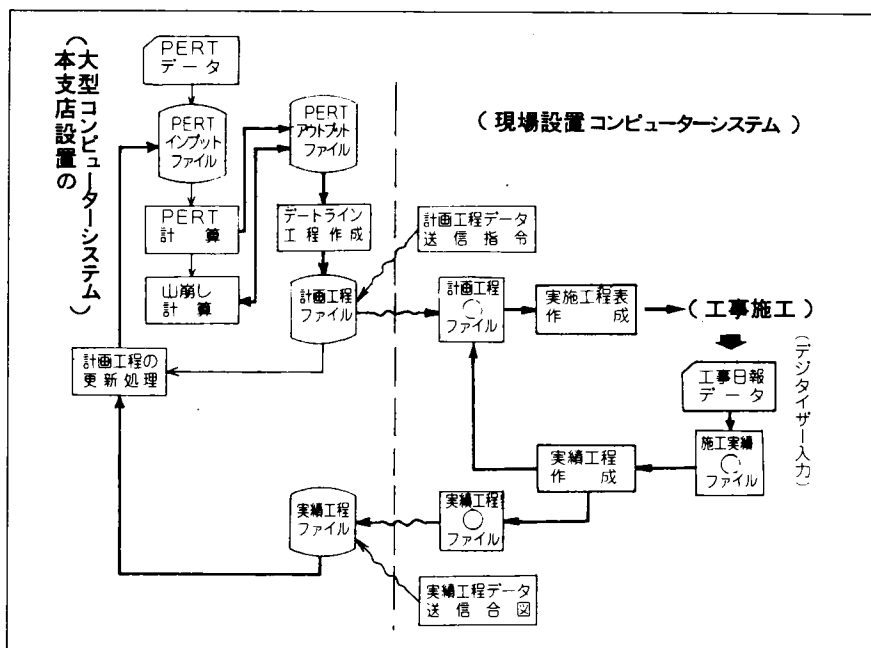 （本支店設置の
大型コンピューターシステム）
PERT
データ
PERT
インプット
ファイル
PERT
アウトプット
ファイル
PERT
計算
デートライン
工程作成
山崩し
計算
計画工程
ファイル
計画工程の
更新処理
実績工程
ファイル
（現場設置コンピューターシステム）
計画工程データ
送信指令
計画工程
ファイル
実施工程表
作成
（工事施工）
（デジタイザー入力）
工事日報
データ
施工実績
ファイル
実績工程
作成
実績工程
ファイル
実績工程データ
送信合図